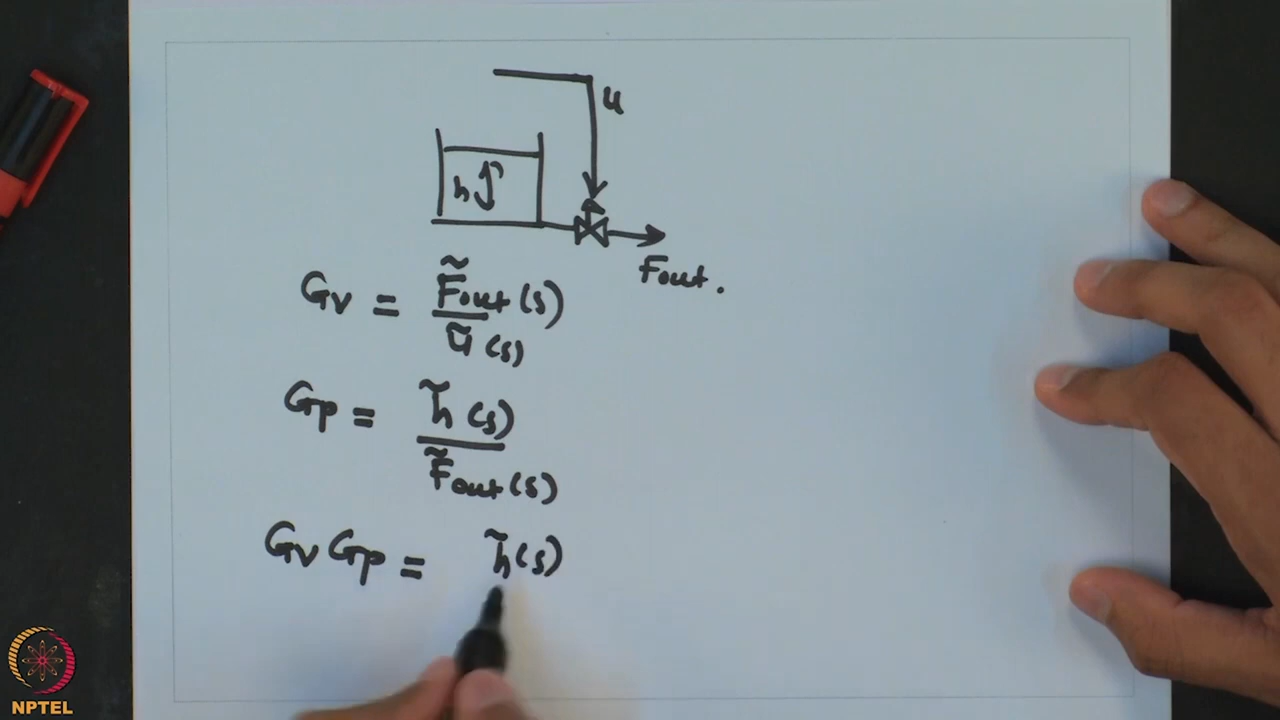 u
h
Fout.
Gv = F̃out(s)
ũ(s)
Gp = h̃(s)
F̃out(s)
GvGp = h̃(s)
NPTEL